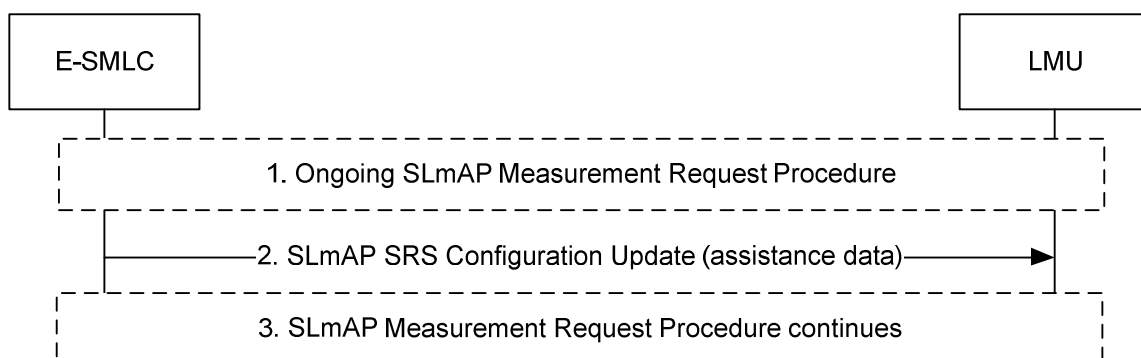 E-SMLC
LMU
1. Ongoing SLmAP Measurement Request Procedure
2. SLmAP SRS Configuration Update (assistance data)
3. SLmAP Measurement Request Procedure continues